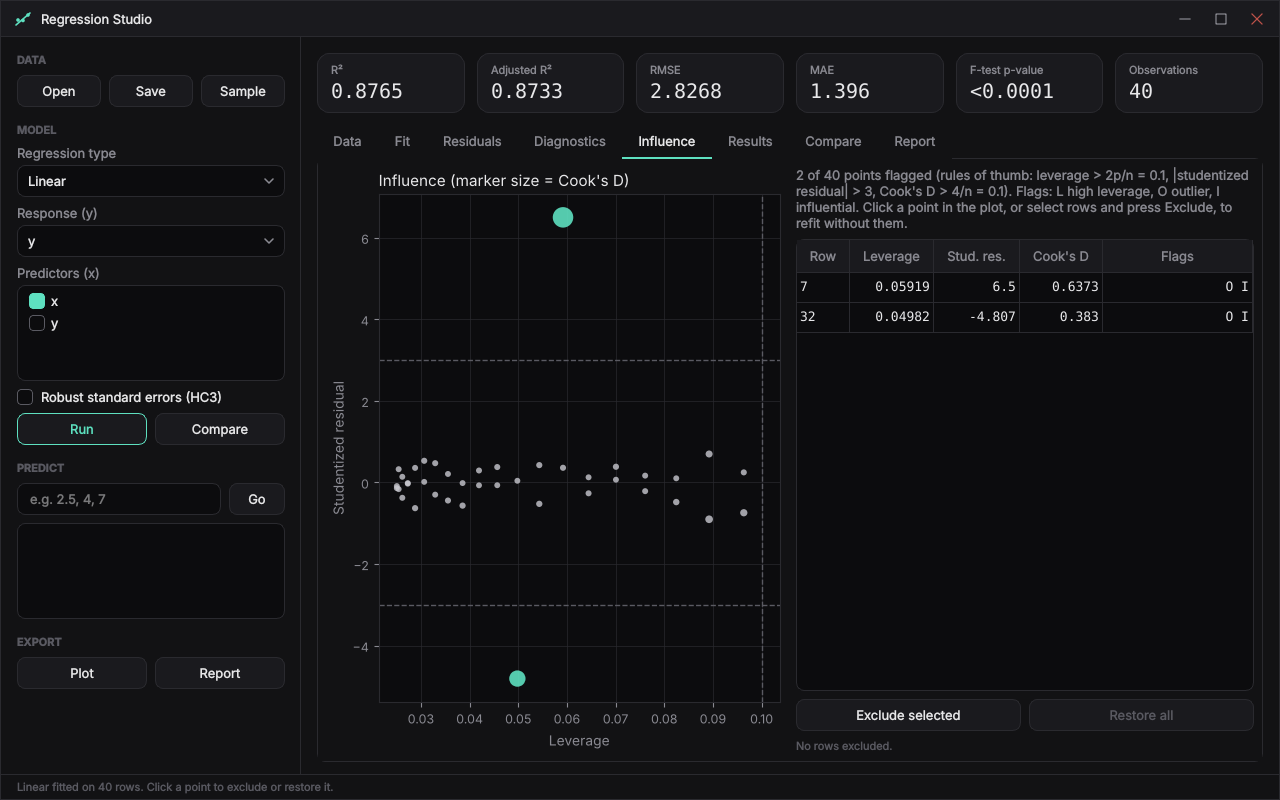 Regression Studio
DATA
Open Save Sample
MODEL
Regression type
Linear
Response (y)
y
Predictors (x)
x
y
Robust standard errors (HC3)
Run Compare
PREDICT
e.g. 2.5, 4, 7 Go
EXPORT
Plot Report
R² Adjusted R² RMSE MAE F-test p-value Observations
0.8765 0.8733 2.8268 1.396 <0.0001 40
Data Fit Residuals Diagnostics Influence Results Compare Report
Influence (marker size = Cook's D)
6
4
2
0
−2
−4
Studentized residual
0.03 0.04 0.05 0.06 0.07 0.08 0.09 0.10
Leverage
2 of 40 points flagged (rules of thumb: leverage > 2p/n = 0.1, |studentized
residual| > 3, Cook's D > 4/n = 0.1). Flags: L high leverage, O outlier, I
influential. Click a point in the plot, or select rows and press Exclude, to
refit without them.
Row Leverage Stud. res. Cook's D Flags
7 0.05919 6.5 0.6373 O I
32 0.04982 -4.807 0.383 O I
Exclude selected Restore all
No rows excluded.
Linear fitted on 40 rows. Click a point to exclude or restore it.